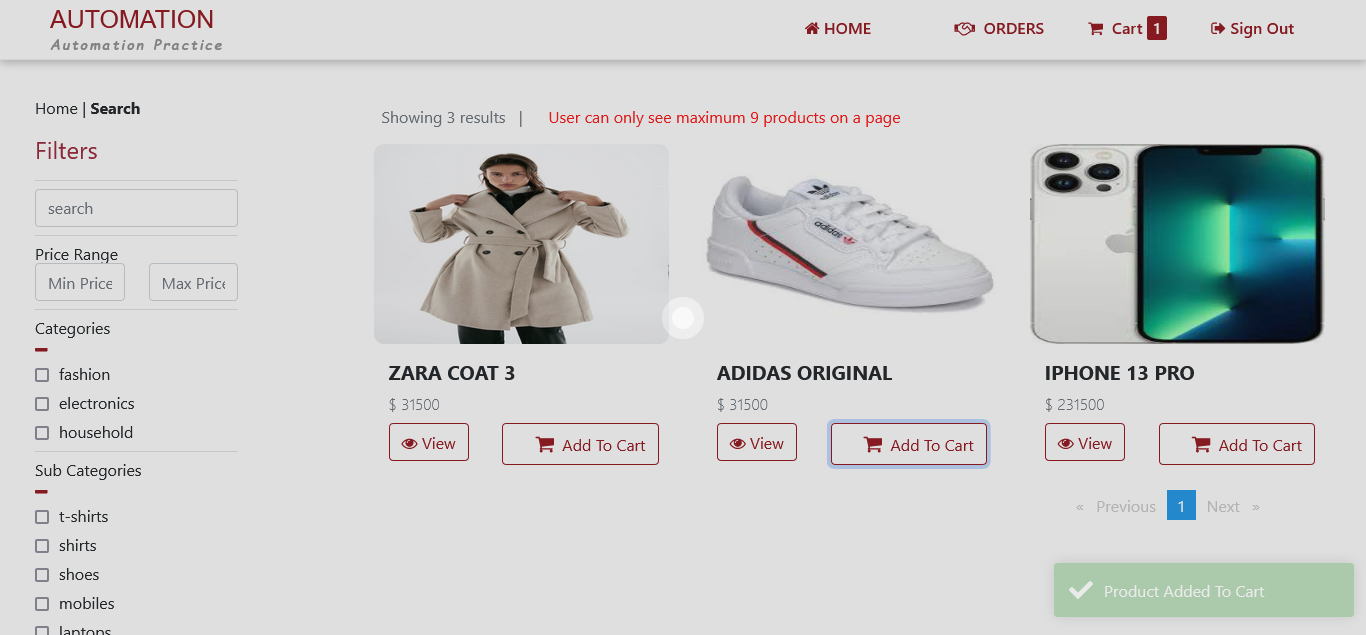 AUTOMATION
Automation Practice
HOME
ORDERS
Cart 1
Sign Out
Home | Search
Filters
search
Price Range
Min Price
Max Price
Categories
fashion
electronics
household
Sub Categories
t-shirts
shirts
shoes
mobiles
laptops
Showing 3 results |
User can only see maximum 9 products on a page
adidas
ZARA COAT 3
$ 31500
View
Add To Cart
ADIDAS ORIGINAL
$ 31500
View
Add To Cart
IPHONE 13 PRO
$ 231500
View
Add To Cart
« Previous 1 Next »
Product Added To Cart